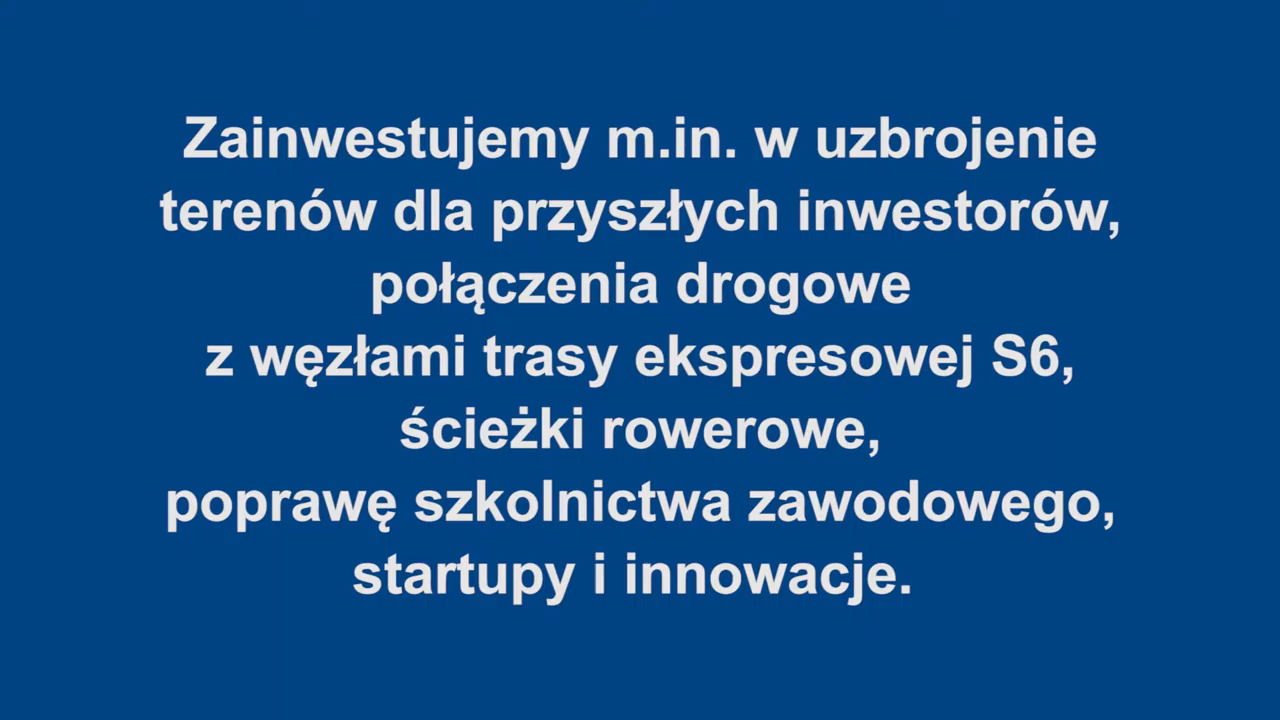 Zainwestujemy m.in. w uzbrojenie
terenów dla przyszłych inwestorów,
połączenia drogowe
z węzłami trasy ekspresowej S6,
ścieżki rowerowe,
poprawę szkolnictwa zawodowego,
startupy i innowacje.